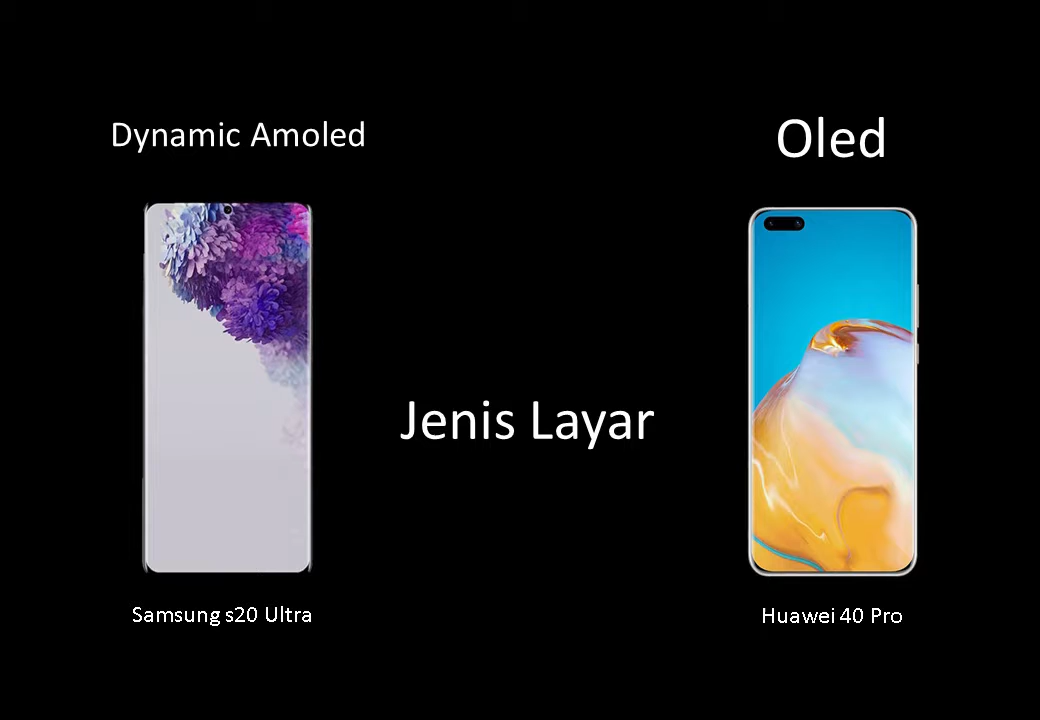 Dynamic Amoled
Oled
Jenis Layar
Samsung s20 Ultra
Huawei 40 Pro